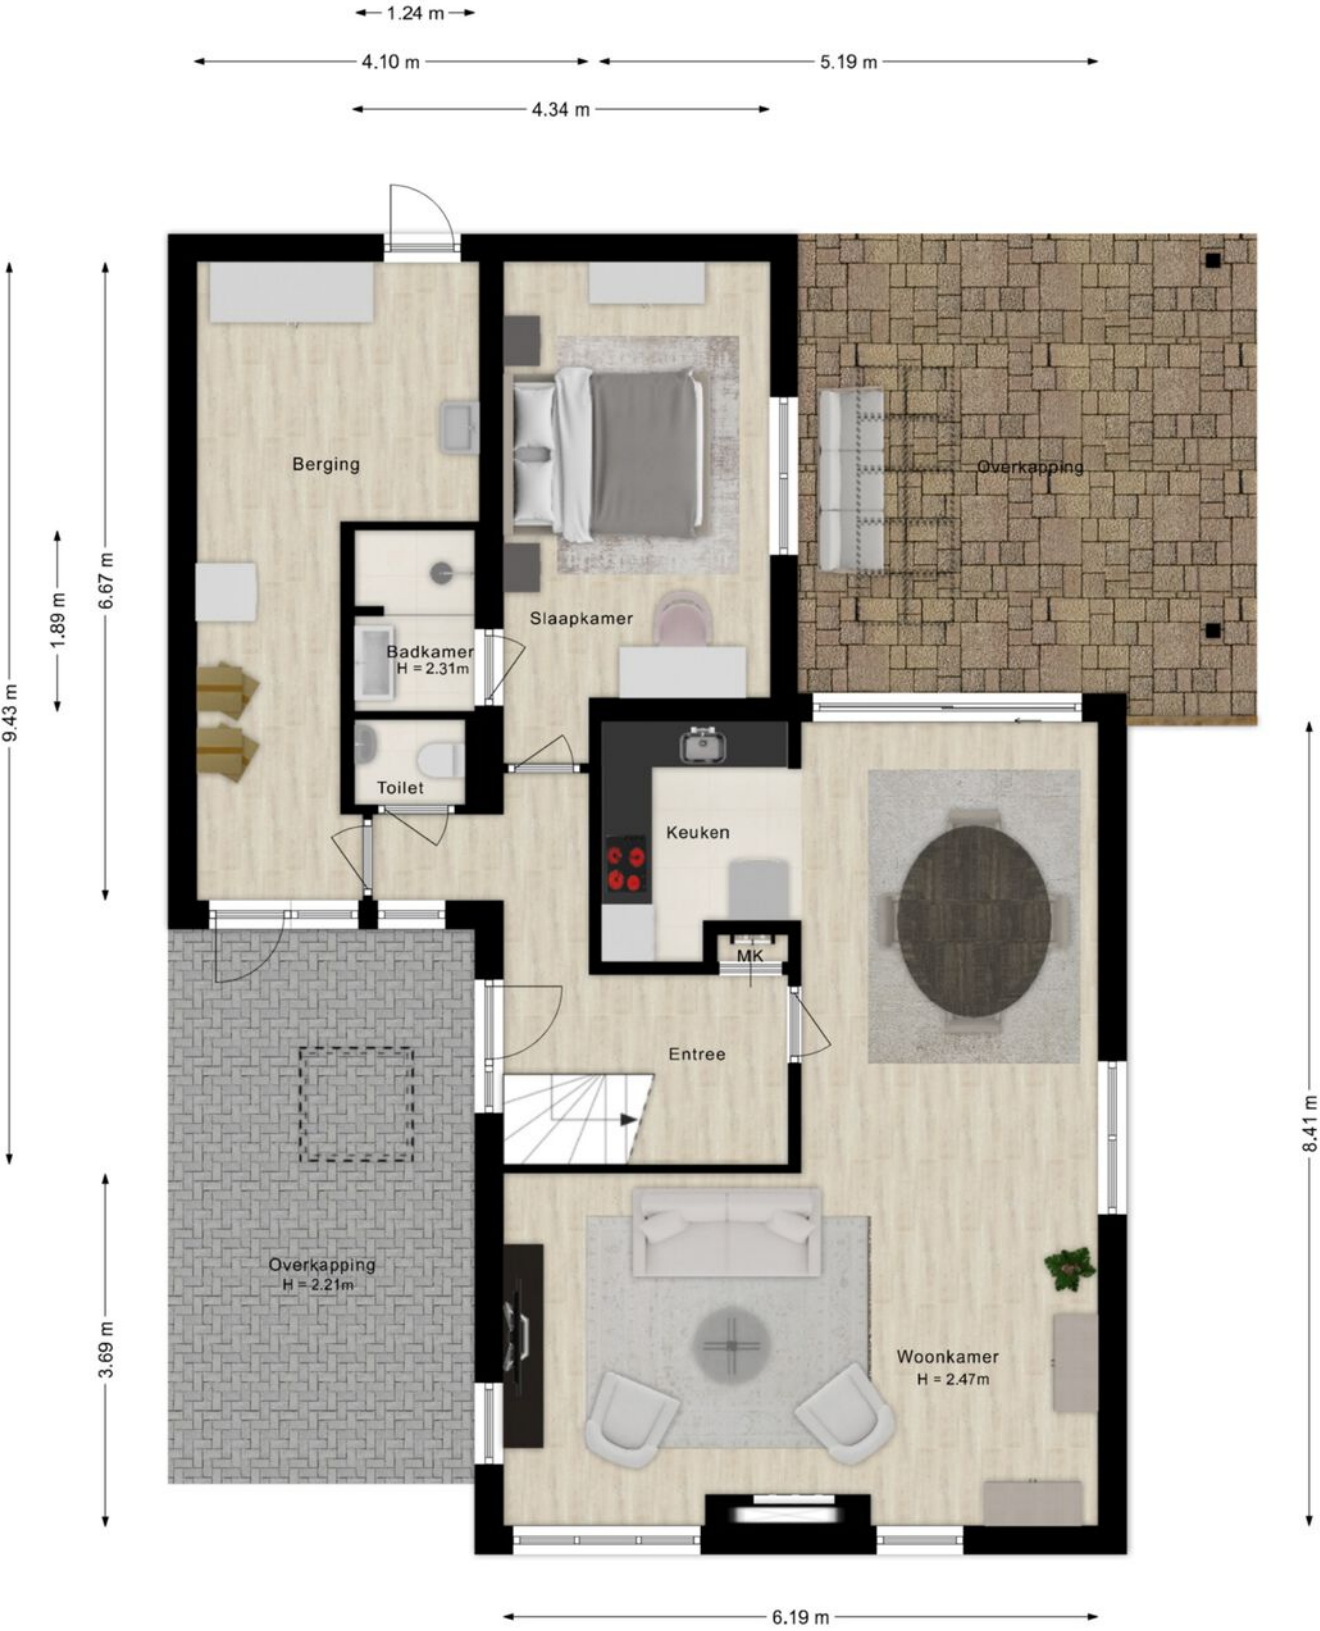 1.24 m
4.10 m
5.19 m
4.34 m
9.43 m
1.89 m
6.67 m
3.69 m
8.41 m
6.19 m
Berging
Overkapping
Slaapkamer
Badkamer
H = 2.31m
Toilet
Keuken
MK
Entree
Overkapping
H = 2.21m
Woonkamer
H = 2.47m